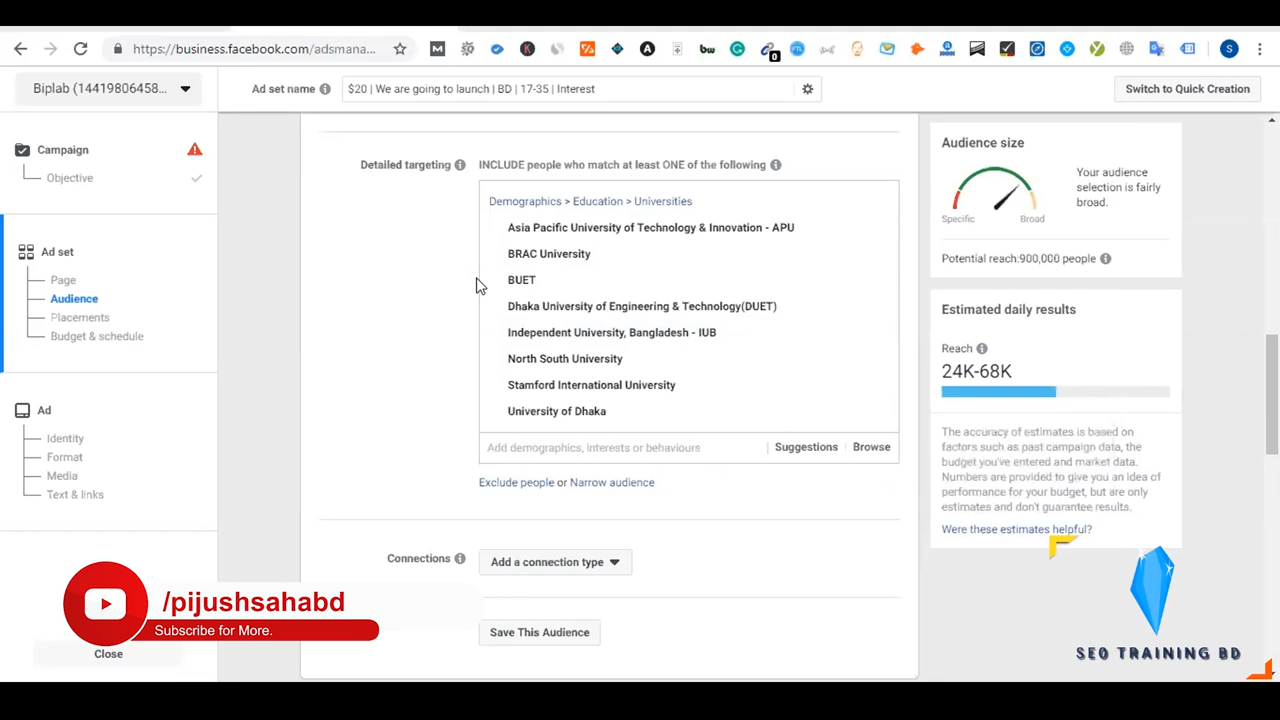 https://business.facebook.com/adsmana...
Biplab (14419806458...
Ad set name
$20 | We are going to launch | BD | 17-35 | Interest
Switch to Quick Creation
Campaign
Objective
Ad set
Page
Audience
Placements
Budget & schedule
Ad
Identity
Format
Media
Text & links
Close
Detailed targeting
INCLUDE people who match at least ONE of the following
Demographics > Education > Universities
Asia Pacific University of Technology & Innovation - APU
BRAC University
BUET
Dhaka University of Engineering & Technology(DUET)
Independent University, Bangladesh - IUB
North South University
Stamford International University
University of Dhaka
Add demographics, interests or behaviours
Suggestions
Browse
Exclude people or Narrow audience
Connections
Add a connection type
Save This Audience
Audience size
Your audience
selection is fairly
broad.
Specific
Broad
Potential reach:900,000 people
Estimated daily results
Reach
24K-68K
The accuracy of estimates is based on
factors such as past campaign data, the
budget you've entered and market data.
Numbers are provided to give you an idea of
performance for your budget, but are only
estimates and don't guarantee results.
Were these estimates helpful?
/pijushsahabd
Subscribe for More.
SEO TRAINING BD